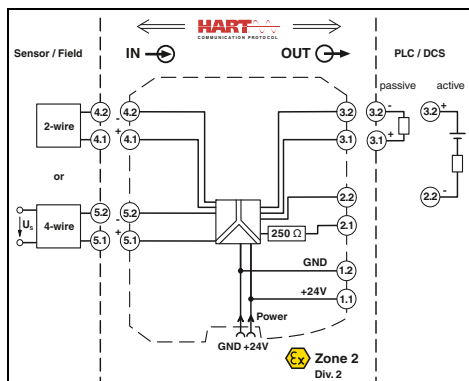 HART
COMMUNICATION PROTOCOL
Sensor / Field
IN
OUT
PLC / DCS
passive
active
2-wire
4.2
4.1
4.2
-
+
4.1
3.2
3.1
3.2
-
+
3.1
3.2
+
-
2.2
or
U_s
4-wire
5.2
5.1
5.2
-
+
5.1
2.2
250 Ω
2.1
GND
1.2
+24V
1.1
Power
GND +24V
Ex
Zone 2
Div. 2